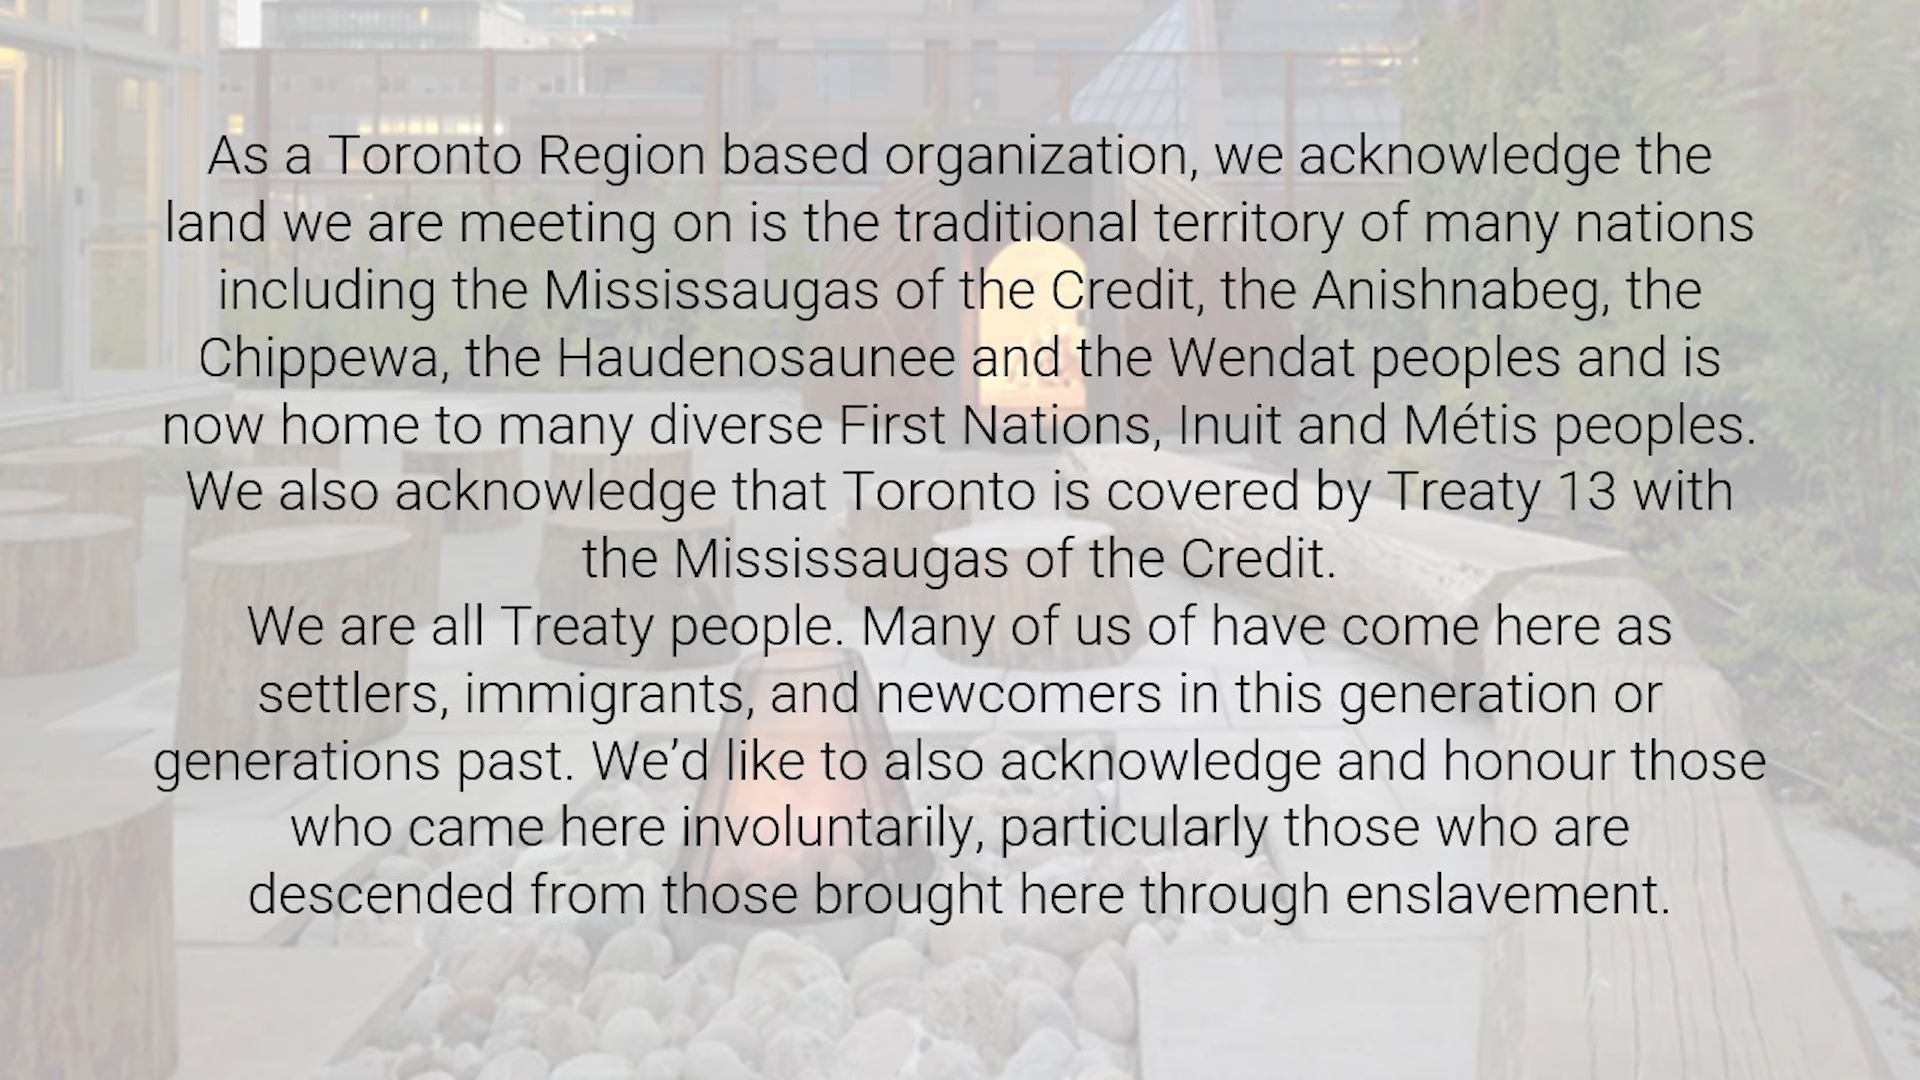 As a Toronto Region based organization, we acknowledge the
land we are meeting on is the traditional territory of many nations
including the Mississaugas of the Credit, the Anishnabeg, the
Chippewa, the Haudenosaunee and the Wendat peoples and is
now home to many diverse First Nations, Inuit and Métis peoples.
We also acknowledge that Toronto is covered by Treaty 13 with
the Mississaugas of the Credit.
We are all Treaty people. Many of us of have come here as
settlers, immigrants, and newcomers in this generation or
generations past. We’d like to also acknowledge and honour those
who came here involuntarily, particularly those who are
descended from those brought here through enslavement.